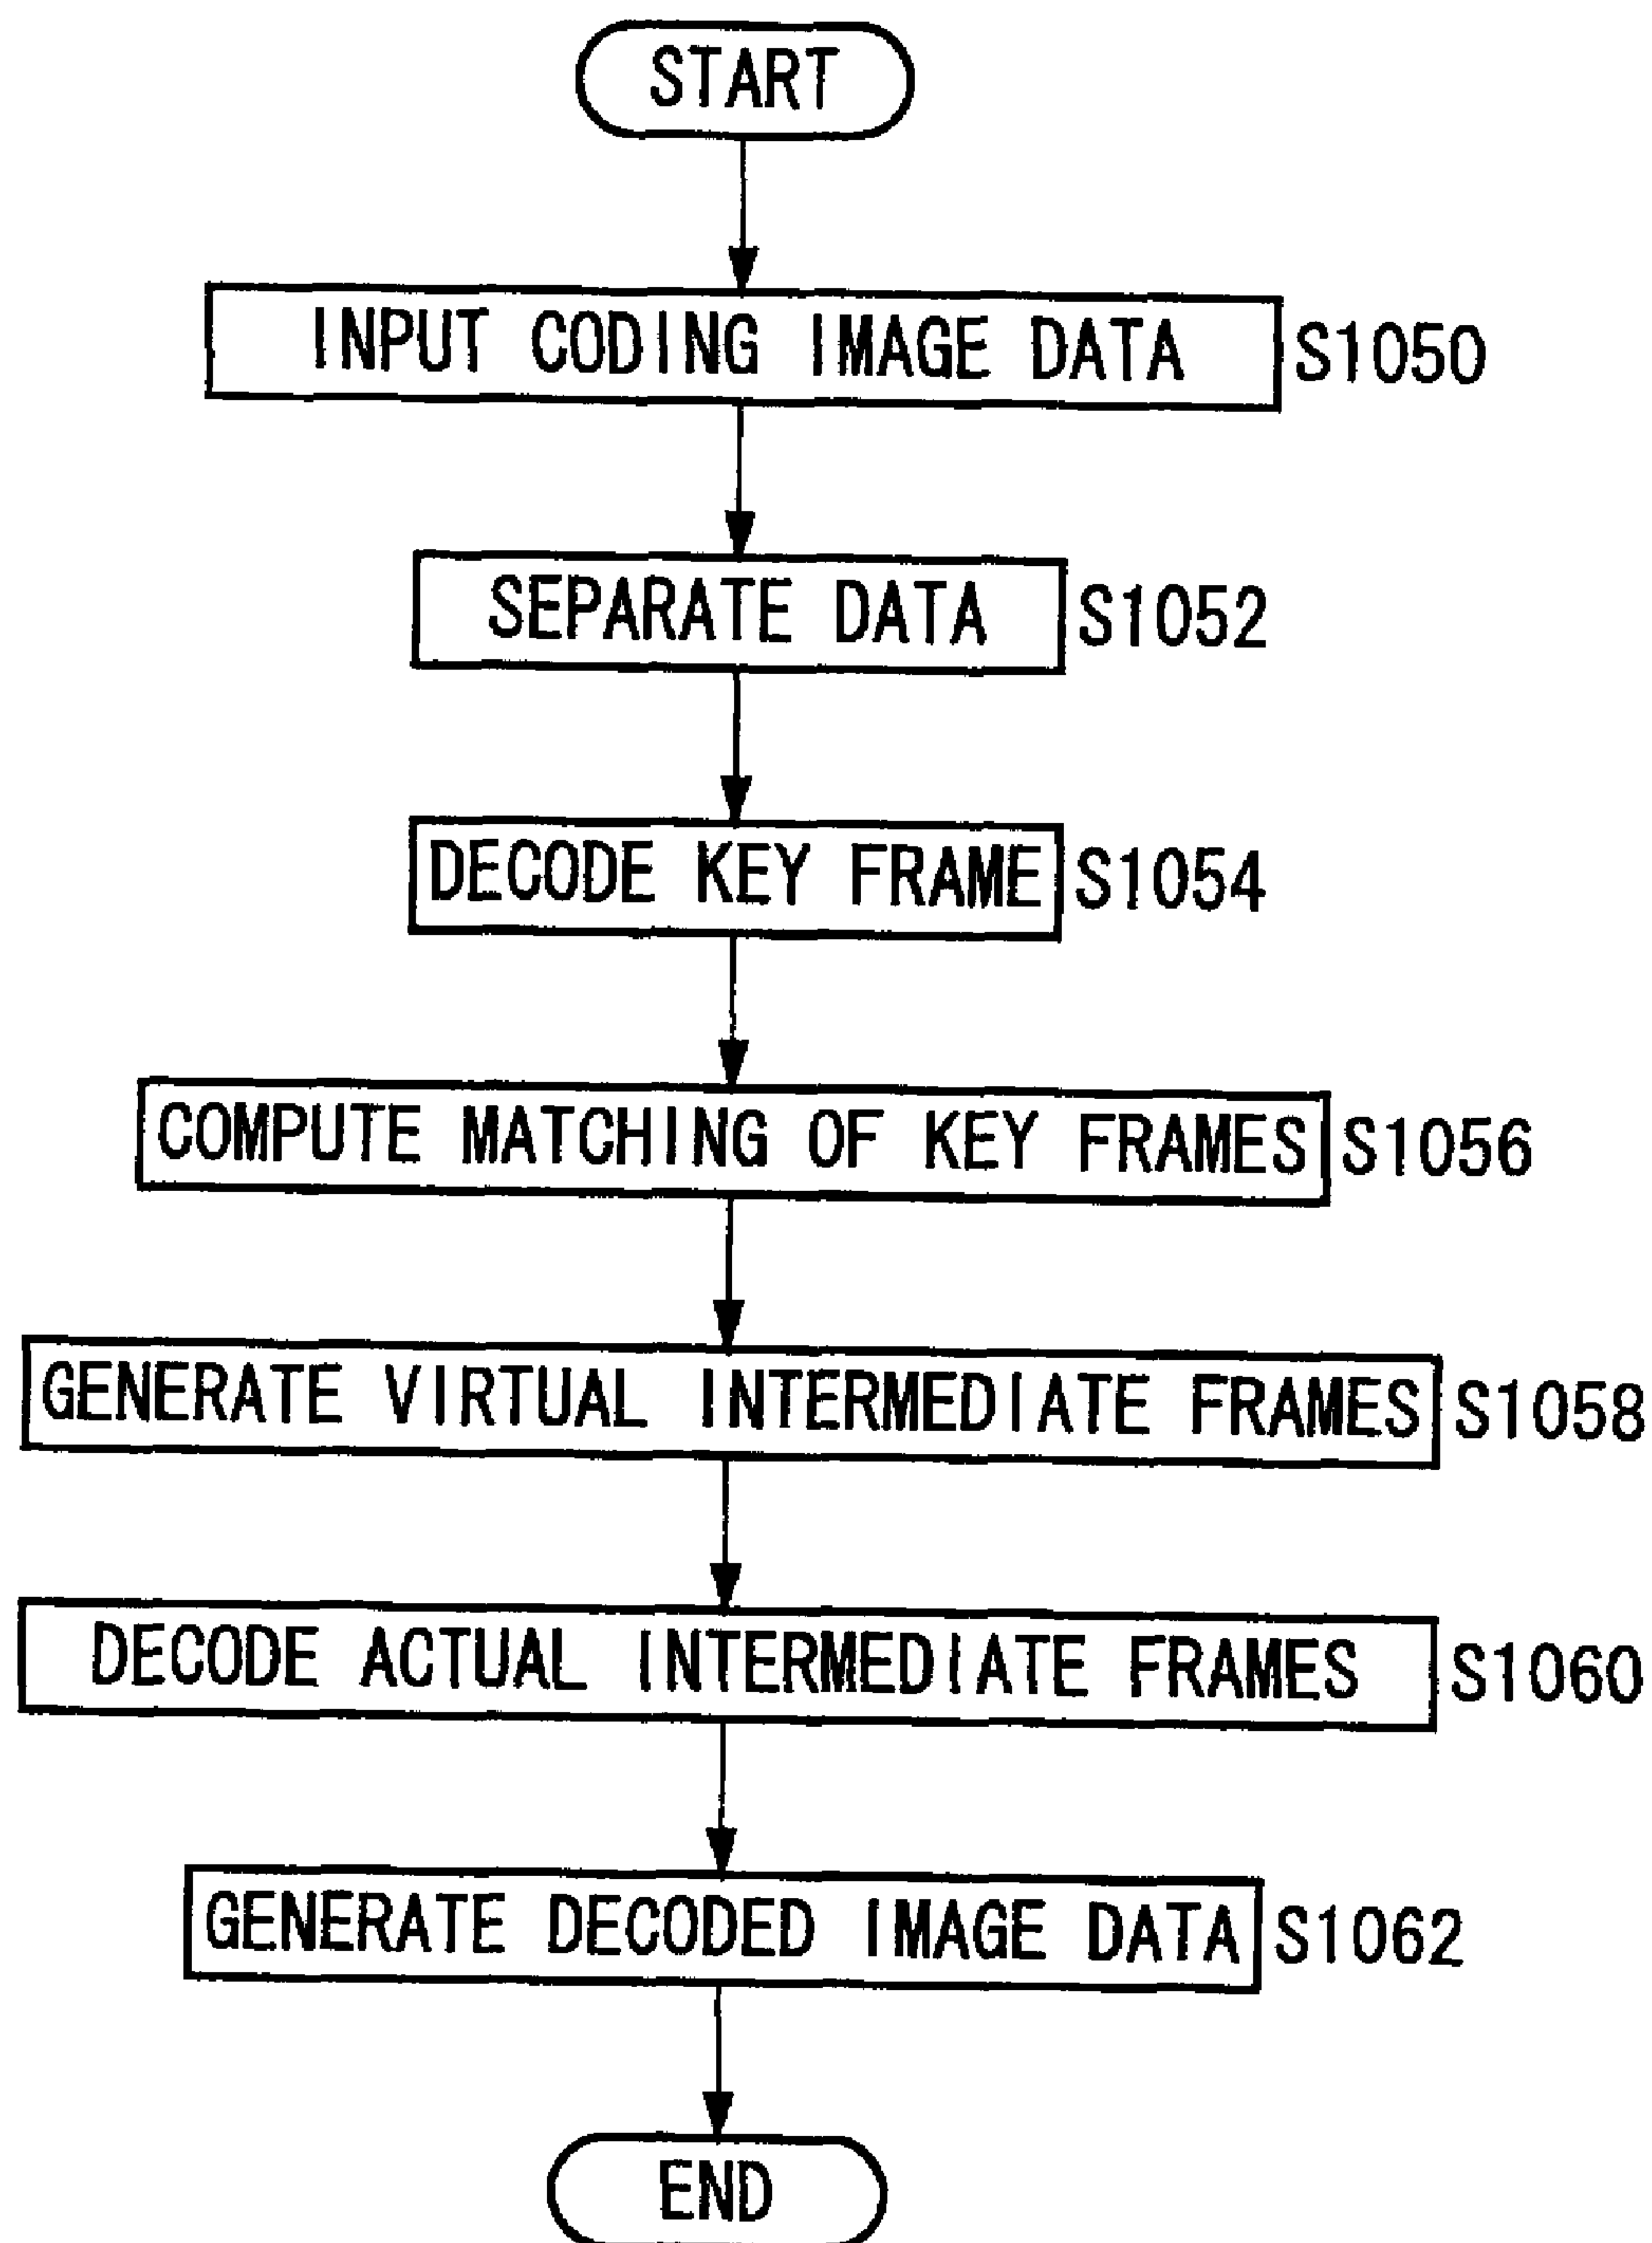 START
INPUT CODING IMAGE DATA S1050
SEPARATE DATA S1052
DECODE KEY FRAME S1054
COMPUTE MATCHING OF KEY FRAMES S1056
GENERATE VIRTUAL INTERMEDIATE FRAMES S1058
DECODE ACTUAL INTERMEDIATE FRAMES S1060
GENERATE DECODED IMAGE DATA S1062
END